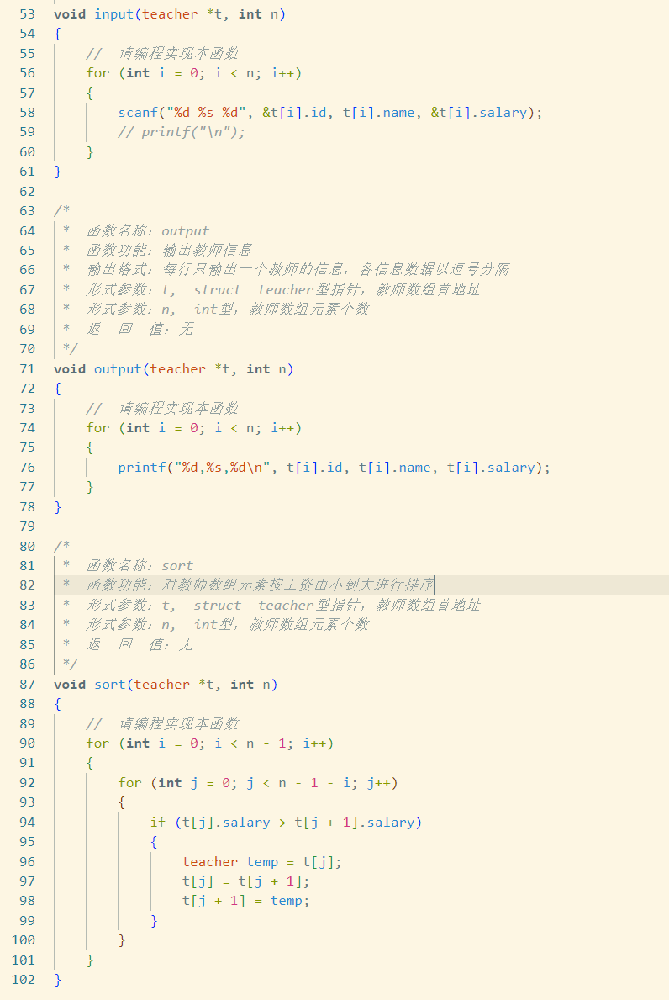 53 void input(teacher *t, int n)
54 {
55     //  请编程实现本函数
56     for (int i = 0; i < n; i++)
57     {
58         scanf("%d %s %d", &t[i].id, t[i].name, &t[i].salary);
59         // printf("\n");
60     }
61 }
62
63 /*
64  *  函数名称：output
65  *  函数功能：输出教师信息
66  *  输出格式：每行只输出一个教师的信息，各信息数据以逗号分隔
67  *  形式参数：t,  struct  teacher型指针，教师数组首地址
68  *  形式参数：n,  int型，教师数组元素个数
69  *  返  回  值：无
70  */
71 void output(teacher *t, int n)
72 {
73     //  请编程实现本函数
74     for (int i = 0; i < n; i++)
75     {
76         printf("%d,%s,%d\n", t[i].id, t[i].name, t[i].salary);
77     }
78 }
79
80 /*
81  *  函数名称：sort
82  *  函数功能：对教师数组元素按工资由小到大进行排序
83  *  形式参数：t,  struct  teacher型指针，教师数组首地址
84  *  形式参数：n,  int型，教师数组元素个数
85  *  返  回  值：无
86  */
87 void sort(teacher *t, int n)
88 {
89     //  请编程实现本函数
90     for (int i = 0; i < n - 1; i++)
91     {
92         for (int j = 0; j < n - 1 - i; j++)
93         {
94             if (t[j].salary > t[j + 1].salary)
95             {
96                 teacher temp = t[j];
97                 t[j] = t[j + 1];
98                 t[j + 1] = temp;
99             }
100         }
101     }
102 }